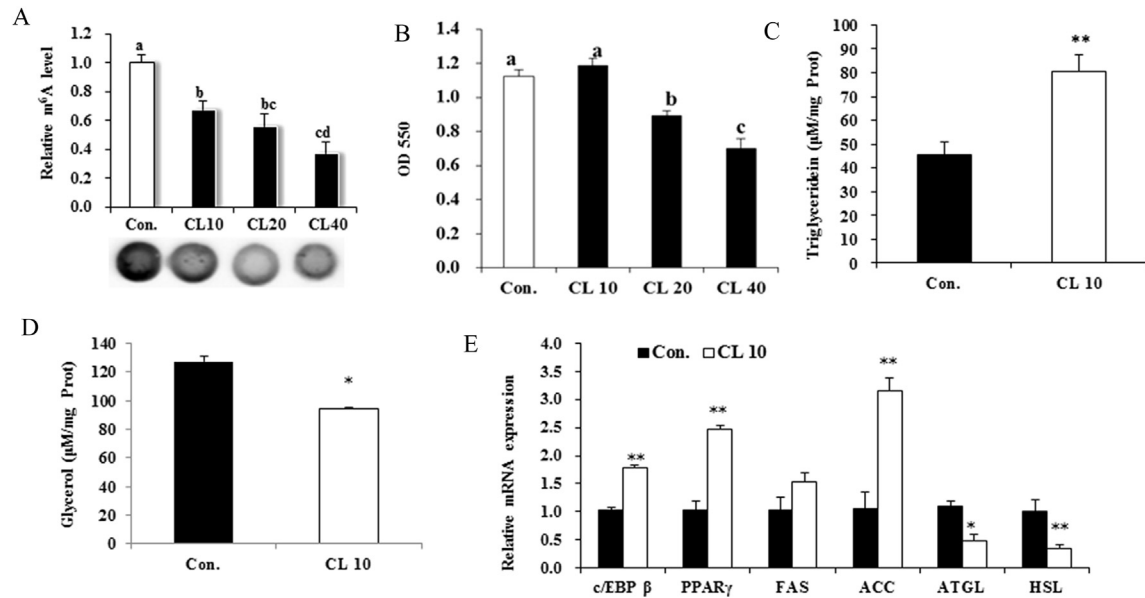 A
Relative m⁶A level
1.2
1.0
0.8
0.6
0.4
0.2
0.0
a
b
bc
cd
Con.
CL10
CL20
CL40
B
OD 550
1.4
1.2
1.0
0.8
0.6
0.4
0.2
0.0
a
a
b
c
Con.
CL 10
CL 20
CL 40
C
Triglyceridein (μM/mg Prot)
100
90
80
70
60
50
40
30
20
10
0
**
Con.
CL 10
D
Glycerol (μM/mg Prot)
140
120
100
80
60
40
20
0
*
Con.
CL 10
E
Relative mRNA expression
4.0
3.5
3.0
2.5
2.0
1.5
1.0
0.5
0.0
Con. CL 10
**
**
**
*
**
c/EBP β
PPARγ
FAS
ACC
ATGL
HSL